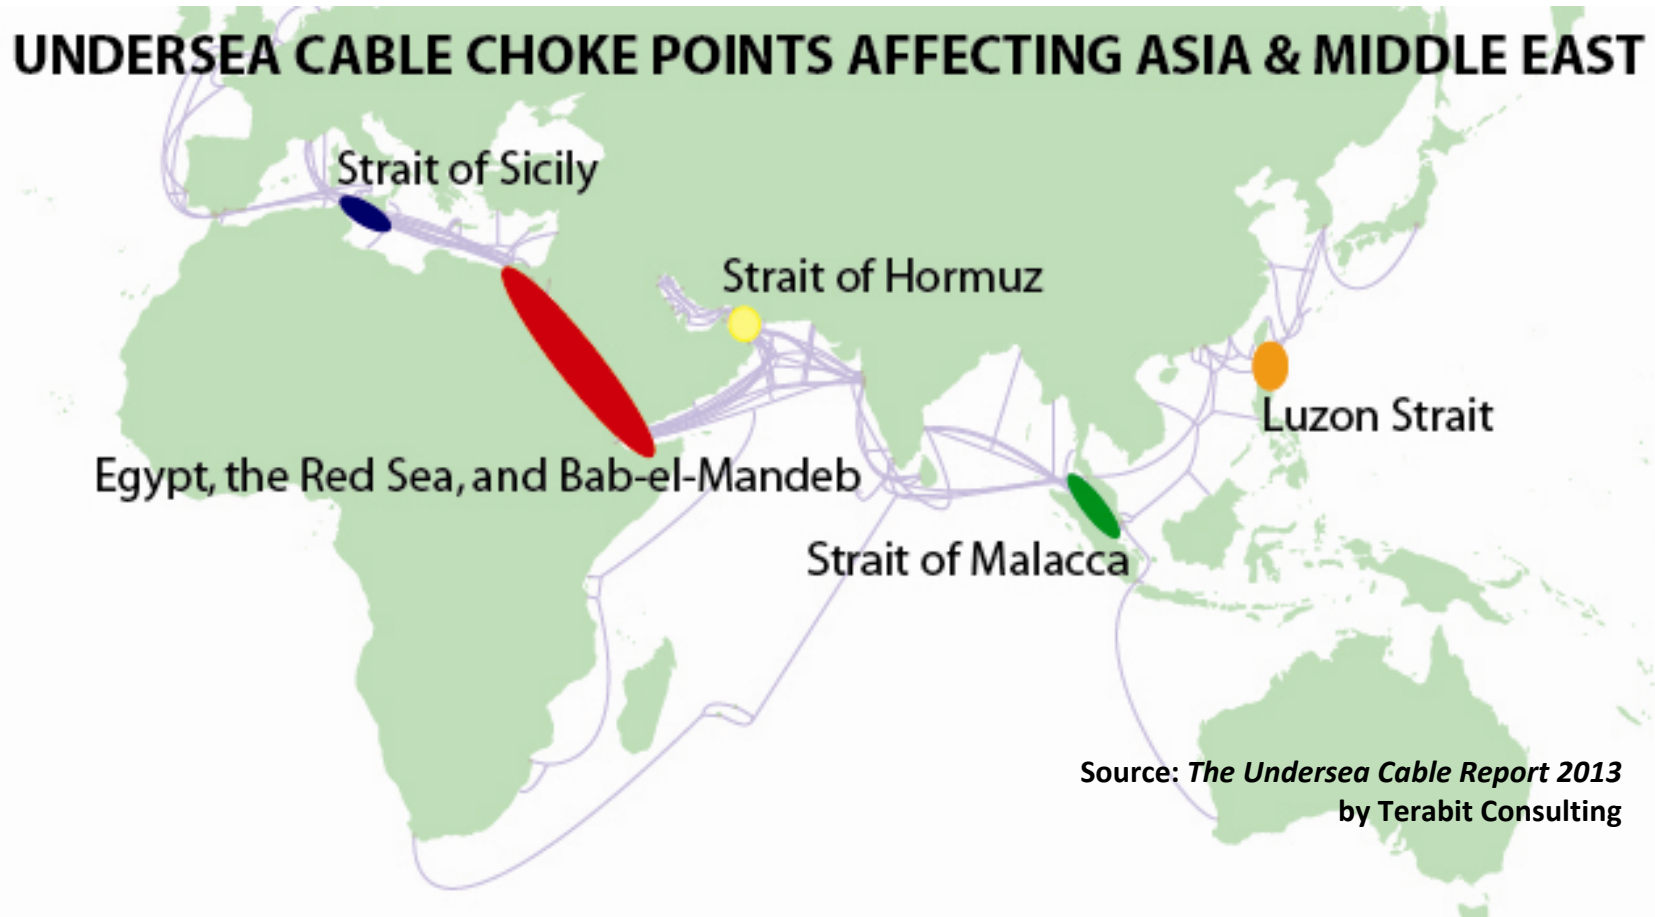 UNDERSEA CABLE CHOKE POINTS AFFECTING ASIA & MIDDLE EAST
Strait of Sicily
Strait of Hormuz
Luzon Strait
Egypt, the Red Sea, and Bab-el-Mandeb
Strait of Malacca
Source: The Undersea Cable Report 2013
by Terabit Consulting